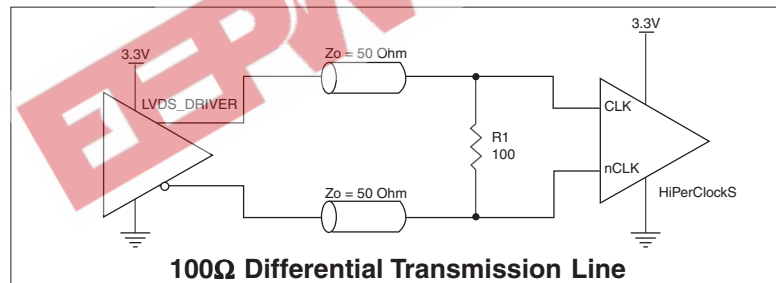 EEPW
3.3V
LVDS_DRIVER
Zo = 50 Ohm
Zo = 50 Ohm
R1
100
3.3V
CLK
nCLK
HiPerClockS
100Ω Differential Transmission Line